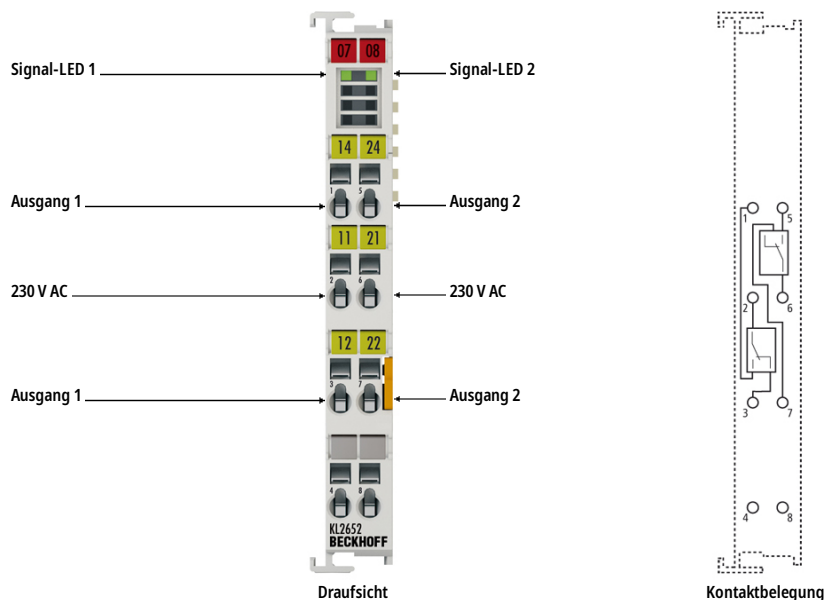 07 08
Signal-LED 1
Signal-LED 2
14 24
1 5
Ausgang 1
Ausgang 2
11 21
2 6
230 V AC
230 V AC
12 22
3 7
Ausgang 1
Ausgang 2
4 8
KL2652
BECKHOFF
Draufsicht
1 5
2 6
3 7
4 8
Kontaktbelegung